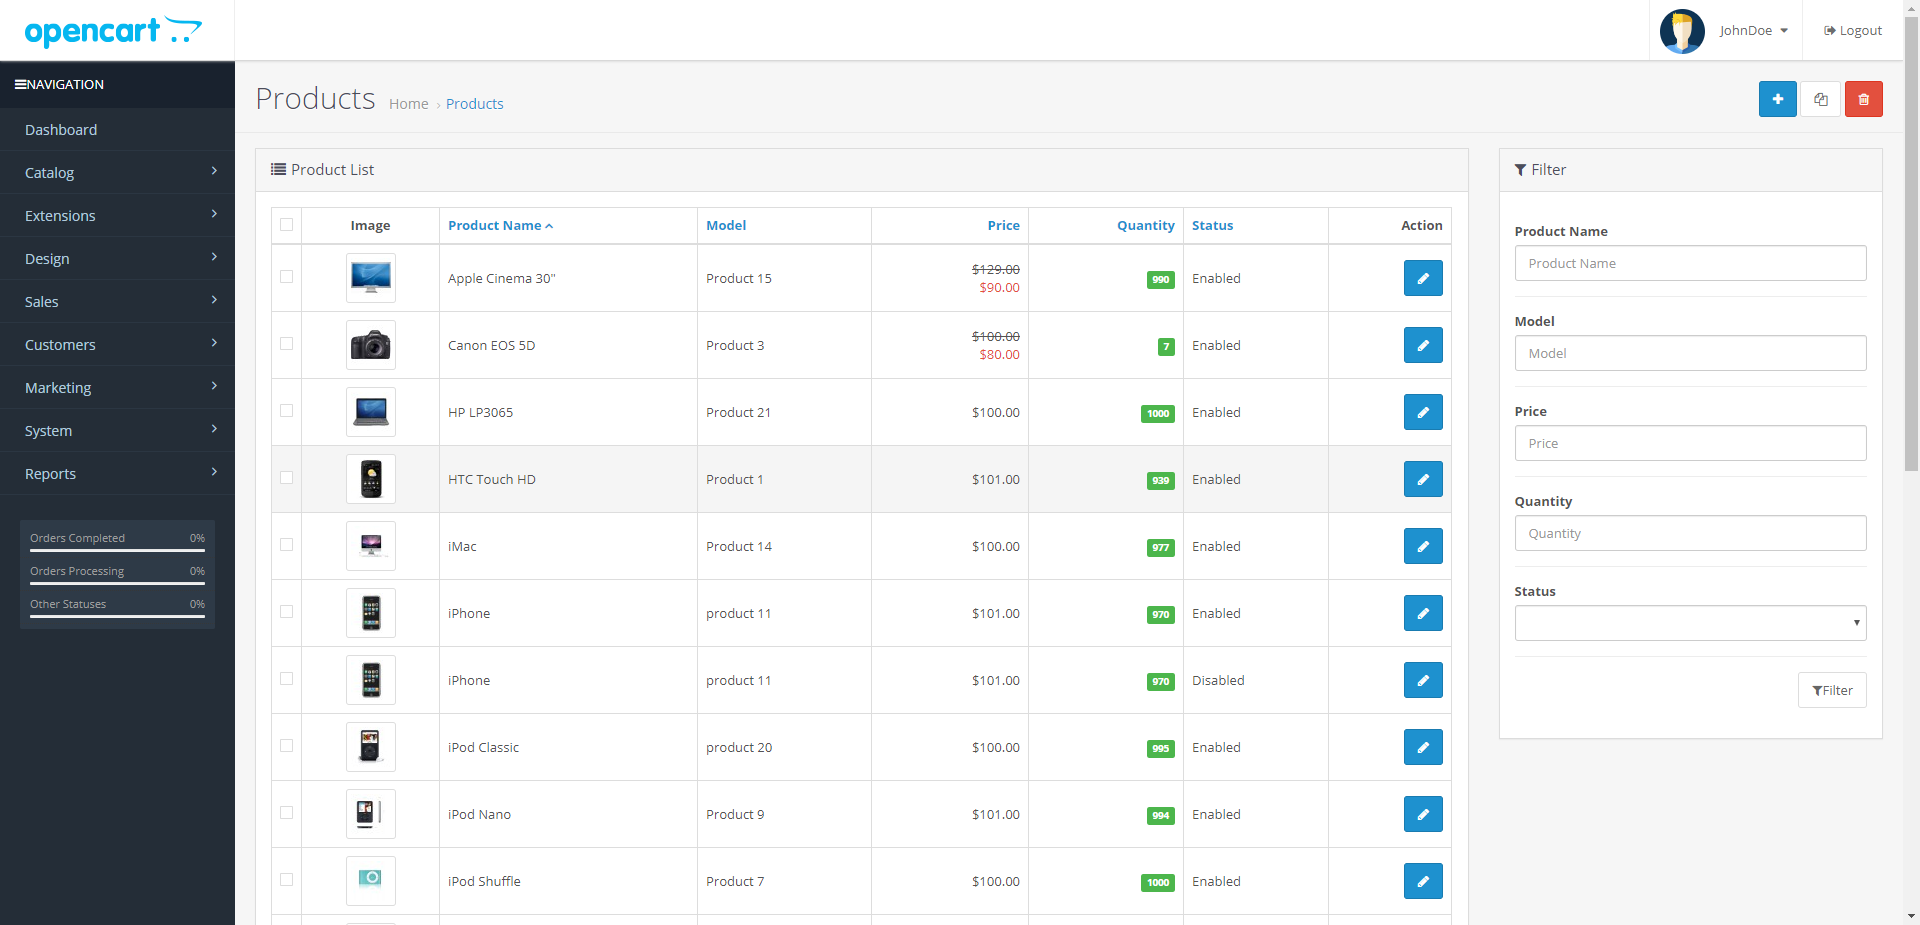 opencart
JohnDoe
Logout
NAVIGATION
Dashboard
Catalog
Extensions
Design
Sales
Customers
Marketing
System
Reports
Orders Completed 0%
Orders Processing 0%
Other Statuses 0%
Products Home › Products
Product List
Image Product Name Model Price Quantity Status Action
Apple Cinema 30" Product 15 $129.00 $90.00 990 Enabled
Canon EOS 5D Product 3 $100.00 $80.00 7 Enabled
HP LP3065 Product 21 $100.00 1000 Enabled
HTC Touch HD Product 1 $101.00 939 Enabled
iMac Product 14 $100.00 977 Enabled
iPhone product 11 $101.00 970 Enabled
iPhone product 11 $101.00 970 Disabled
iPod Classic product 20 $100.00 995 Enabled
iPod Nano Product 9 $101.00 994 Enabled
iPod Shuffle Product 7 $100.00 1000 Enabled
Filter
Product Name
Product Name
Model
Model
Price
Price
Quantity
Quantity
Status
Filter